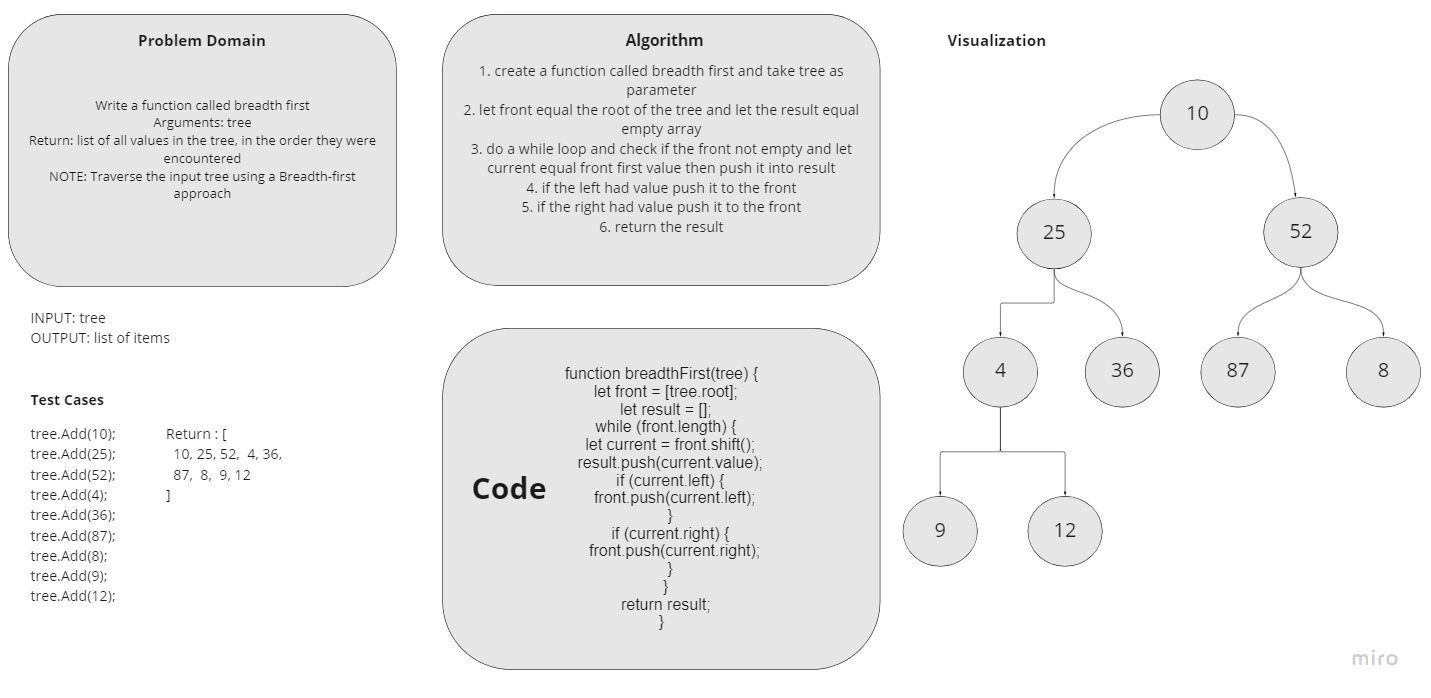 Problem Domain
Write a function called breadth first
Arguments: tree
Return: list of all values in the tree, in the order they were
encountered
NOTE: Traverse the input tree using a Breadth-first
approach
INPUT: tree
OUTPUT: list of items
Test Cases
tree.Add(10);
tree.Add(25);
tree.Add(52);
tree.Add(4);
tree.Add(36);
tree.Add(87);
tree.Add(8);
tree.Add(9);
tree.Add(12);
Return : [
10, 25, 52, 4, 36,
87, 8, 9, 12
]
Algorithm
1. create a function called breadth first and take tree as
parameter
2. let front equal the root of the tree and let the result equal
empty array
3. do a while loop and check if the front not empty and let
current equal front first value then push it into result
4. if the left had value push it to the front
5. if the right had value push it to the front
6. return the result
Code
function breadthFirst(tree) {
let front = [tree.root];
let result = [];
while (front.length) {
let current = front.shift();
result.push(current.value);
if (current.left) {
front.push(current.left);
}
if (current.right) {
front.push(current.right);
}
}
return result;
}
Visualization
10
25
52
4
36
87
8
9
12
miro